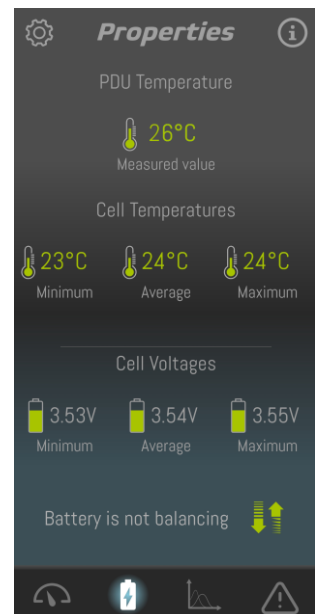 Properties
PDU Temperature
26°C
Measured value
Cell Temperatures
23°C 24°C 24°C
Minimum Average Maximum
Cell Voltages
3.53V 3.54V 3.55V
Minimum Average Maximum
Battery is not balancing